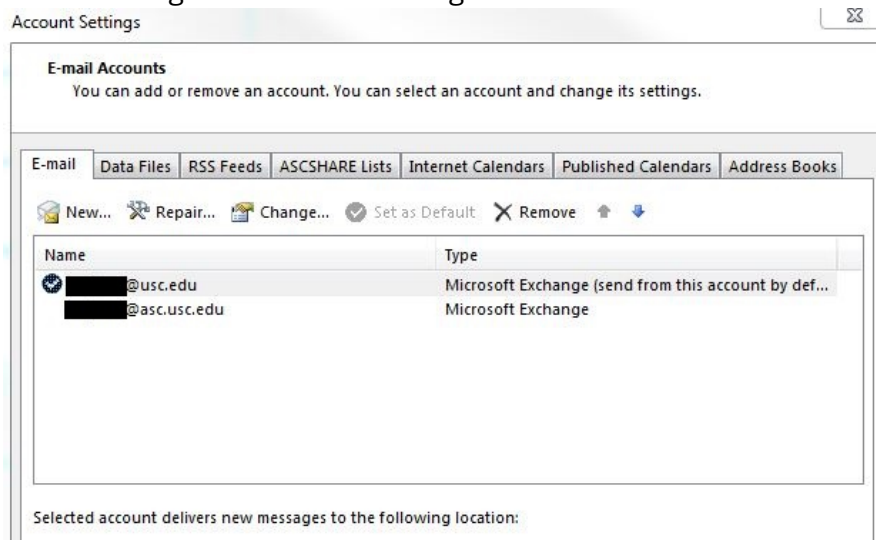 Account Settings
E-mail Accounts
You can add or remove an account. You can select an account and change its settings.
E-mail Data Files RSS Feeds ASCSHARE Lists Internet Calendars Published Calendars Address Books
New... Repair... Change... Set as Default Remove
Name Type
@usc.edu Microsoft Exchange (send from this account by def...
@asc.usc.edu Microsoft Exchange
Selected account delivers new messages to the following location: